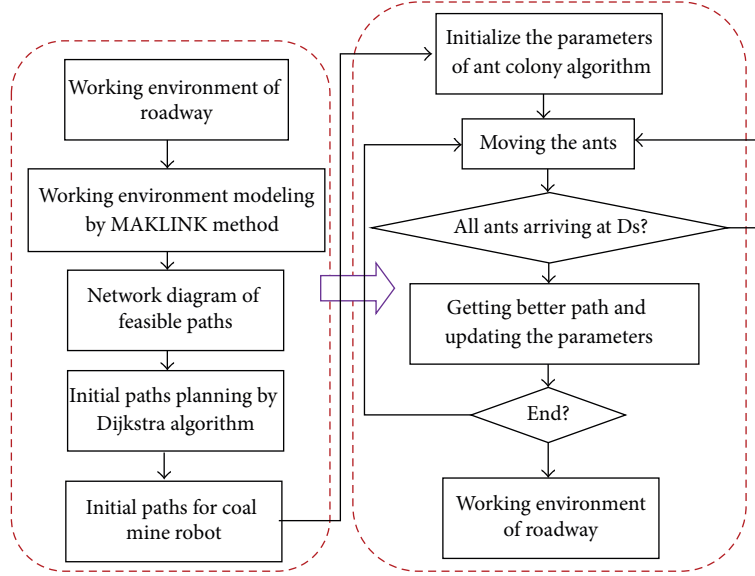 Working environment of
roadway
Working environment modeling
by MAKLINK method
Network diagram of
feasible paths
Initial paths planning by
Dijkstra algorithm
Initial paths for coal
mine robot
Initialize the parameters
of ant colony algorithm
Moving the ants
All ants arriving at Ds?
Getting better path and
updating the parameters
End?
Working environment
of roadway